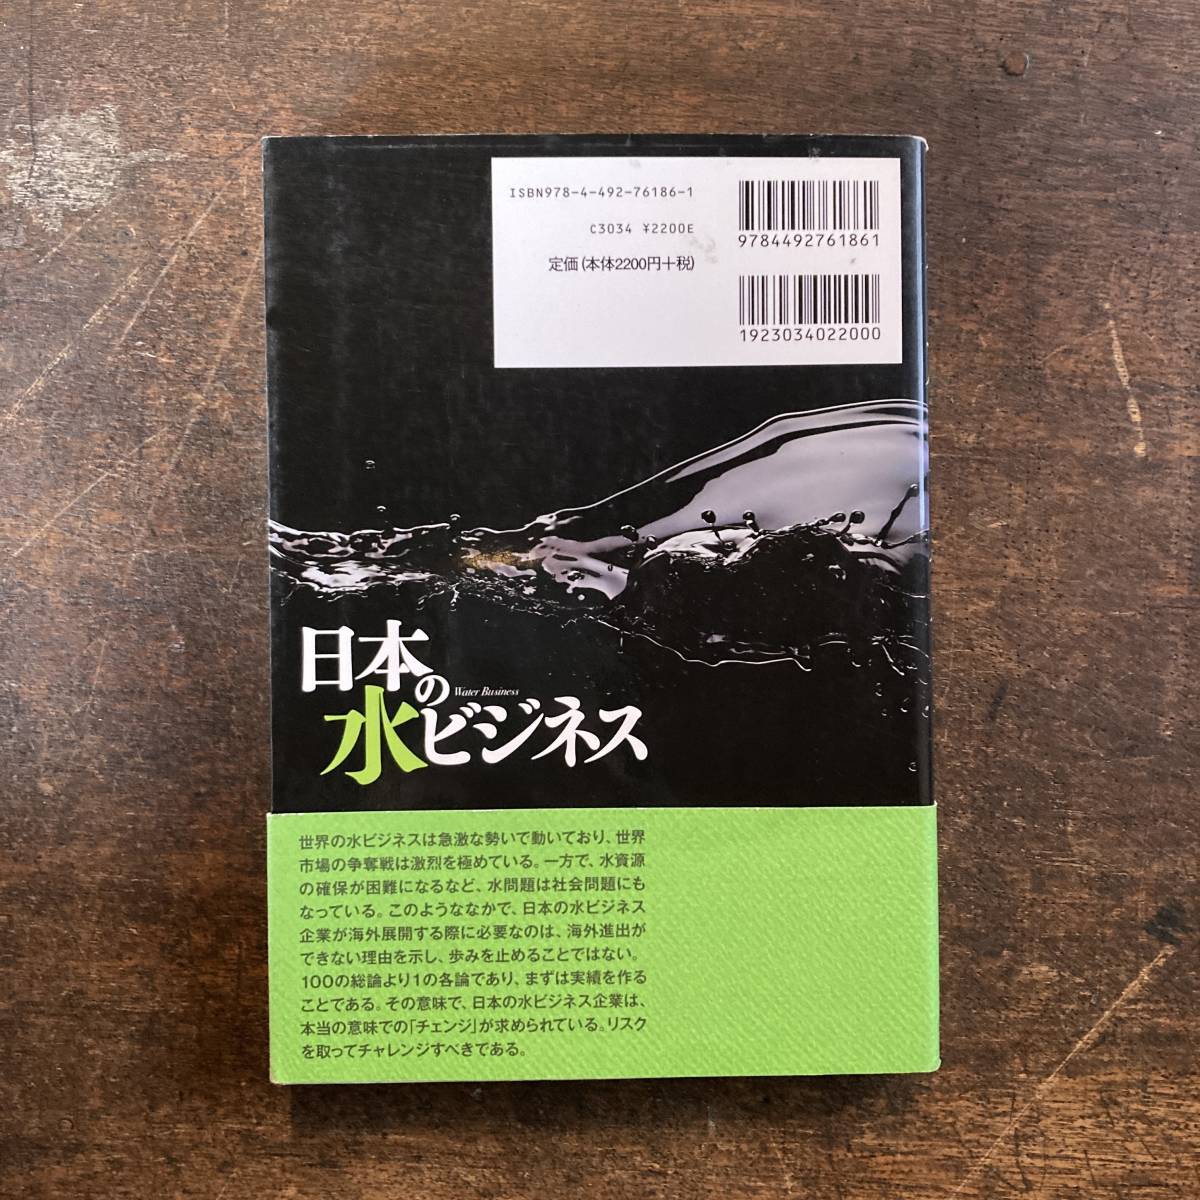 ISBN978-4-492-76186-1
C3034 ¥2200E
定価(本体2200円+税)
9784492761861
1923034022000
日本の
Water Business
水ビジネス
世界の水ビジネスは急激な勢いで動いており、世界
市場の争奪戦は激烈を極めている。一方で、水資源
の確保が困難になるなど、水問題は社会問題にも
なっている。このようななかで、日本の水ビジネス
企業が海外展開する際に必要なのは、海外進出が
できない理由を示し、歩みを止めることではない。
100の総論より1の各論であり、まずは実績を作る
ことである。その意味で、日本の水ビジネス企業は、
本当の意味での「チェンジ」が求められている。リスク
を取ってチャレンジすべきである。